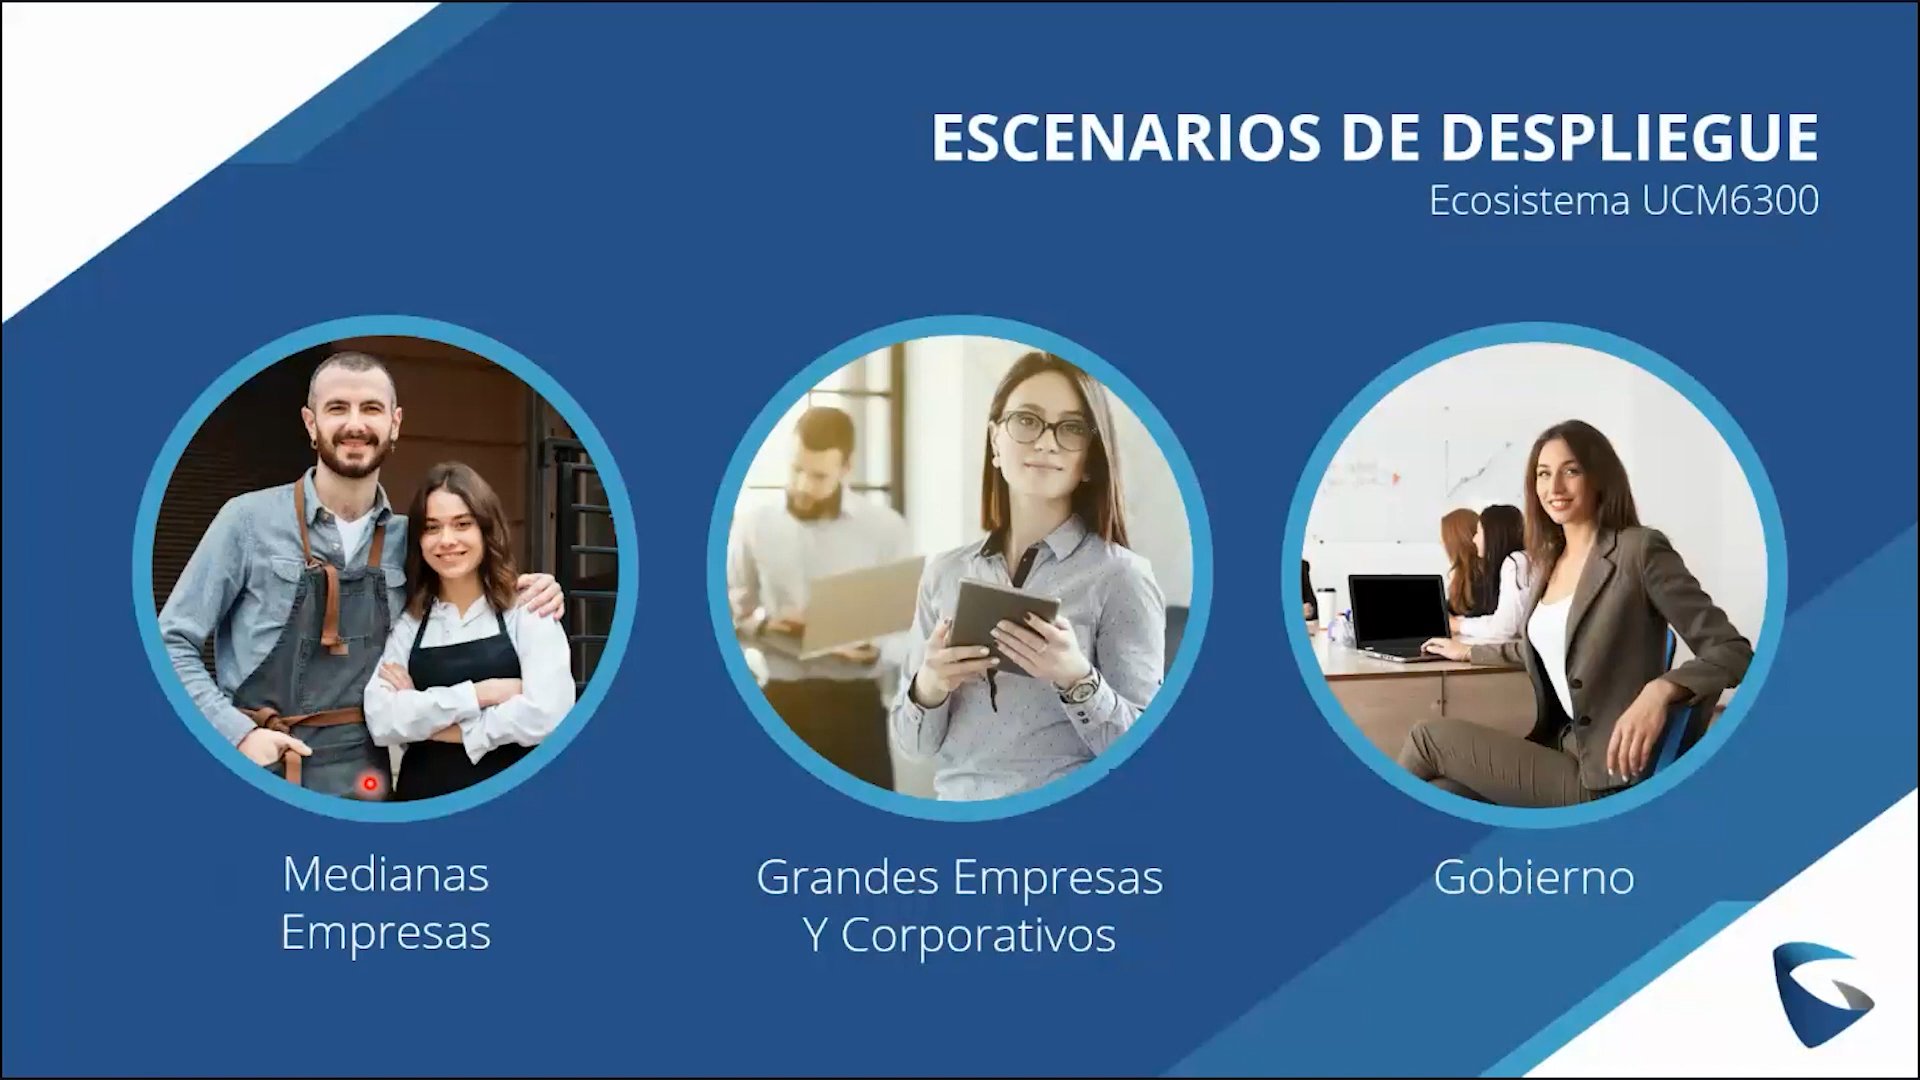 ESCENARIOS DE DESPLIEGUE
Ecosistema UCM6300
Medianas
Empresas
Grandes Empresas
Y Corporativos
Gobierno